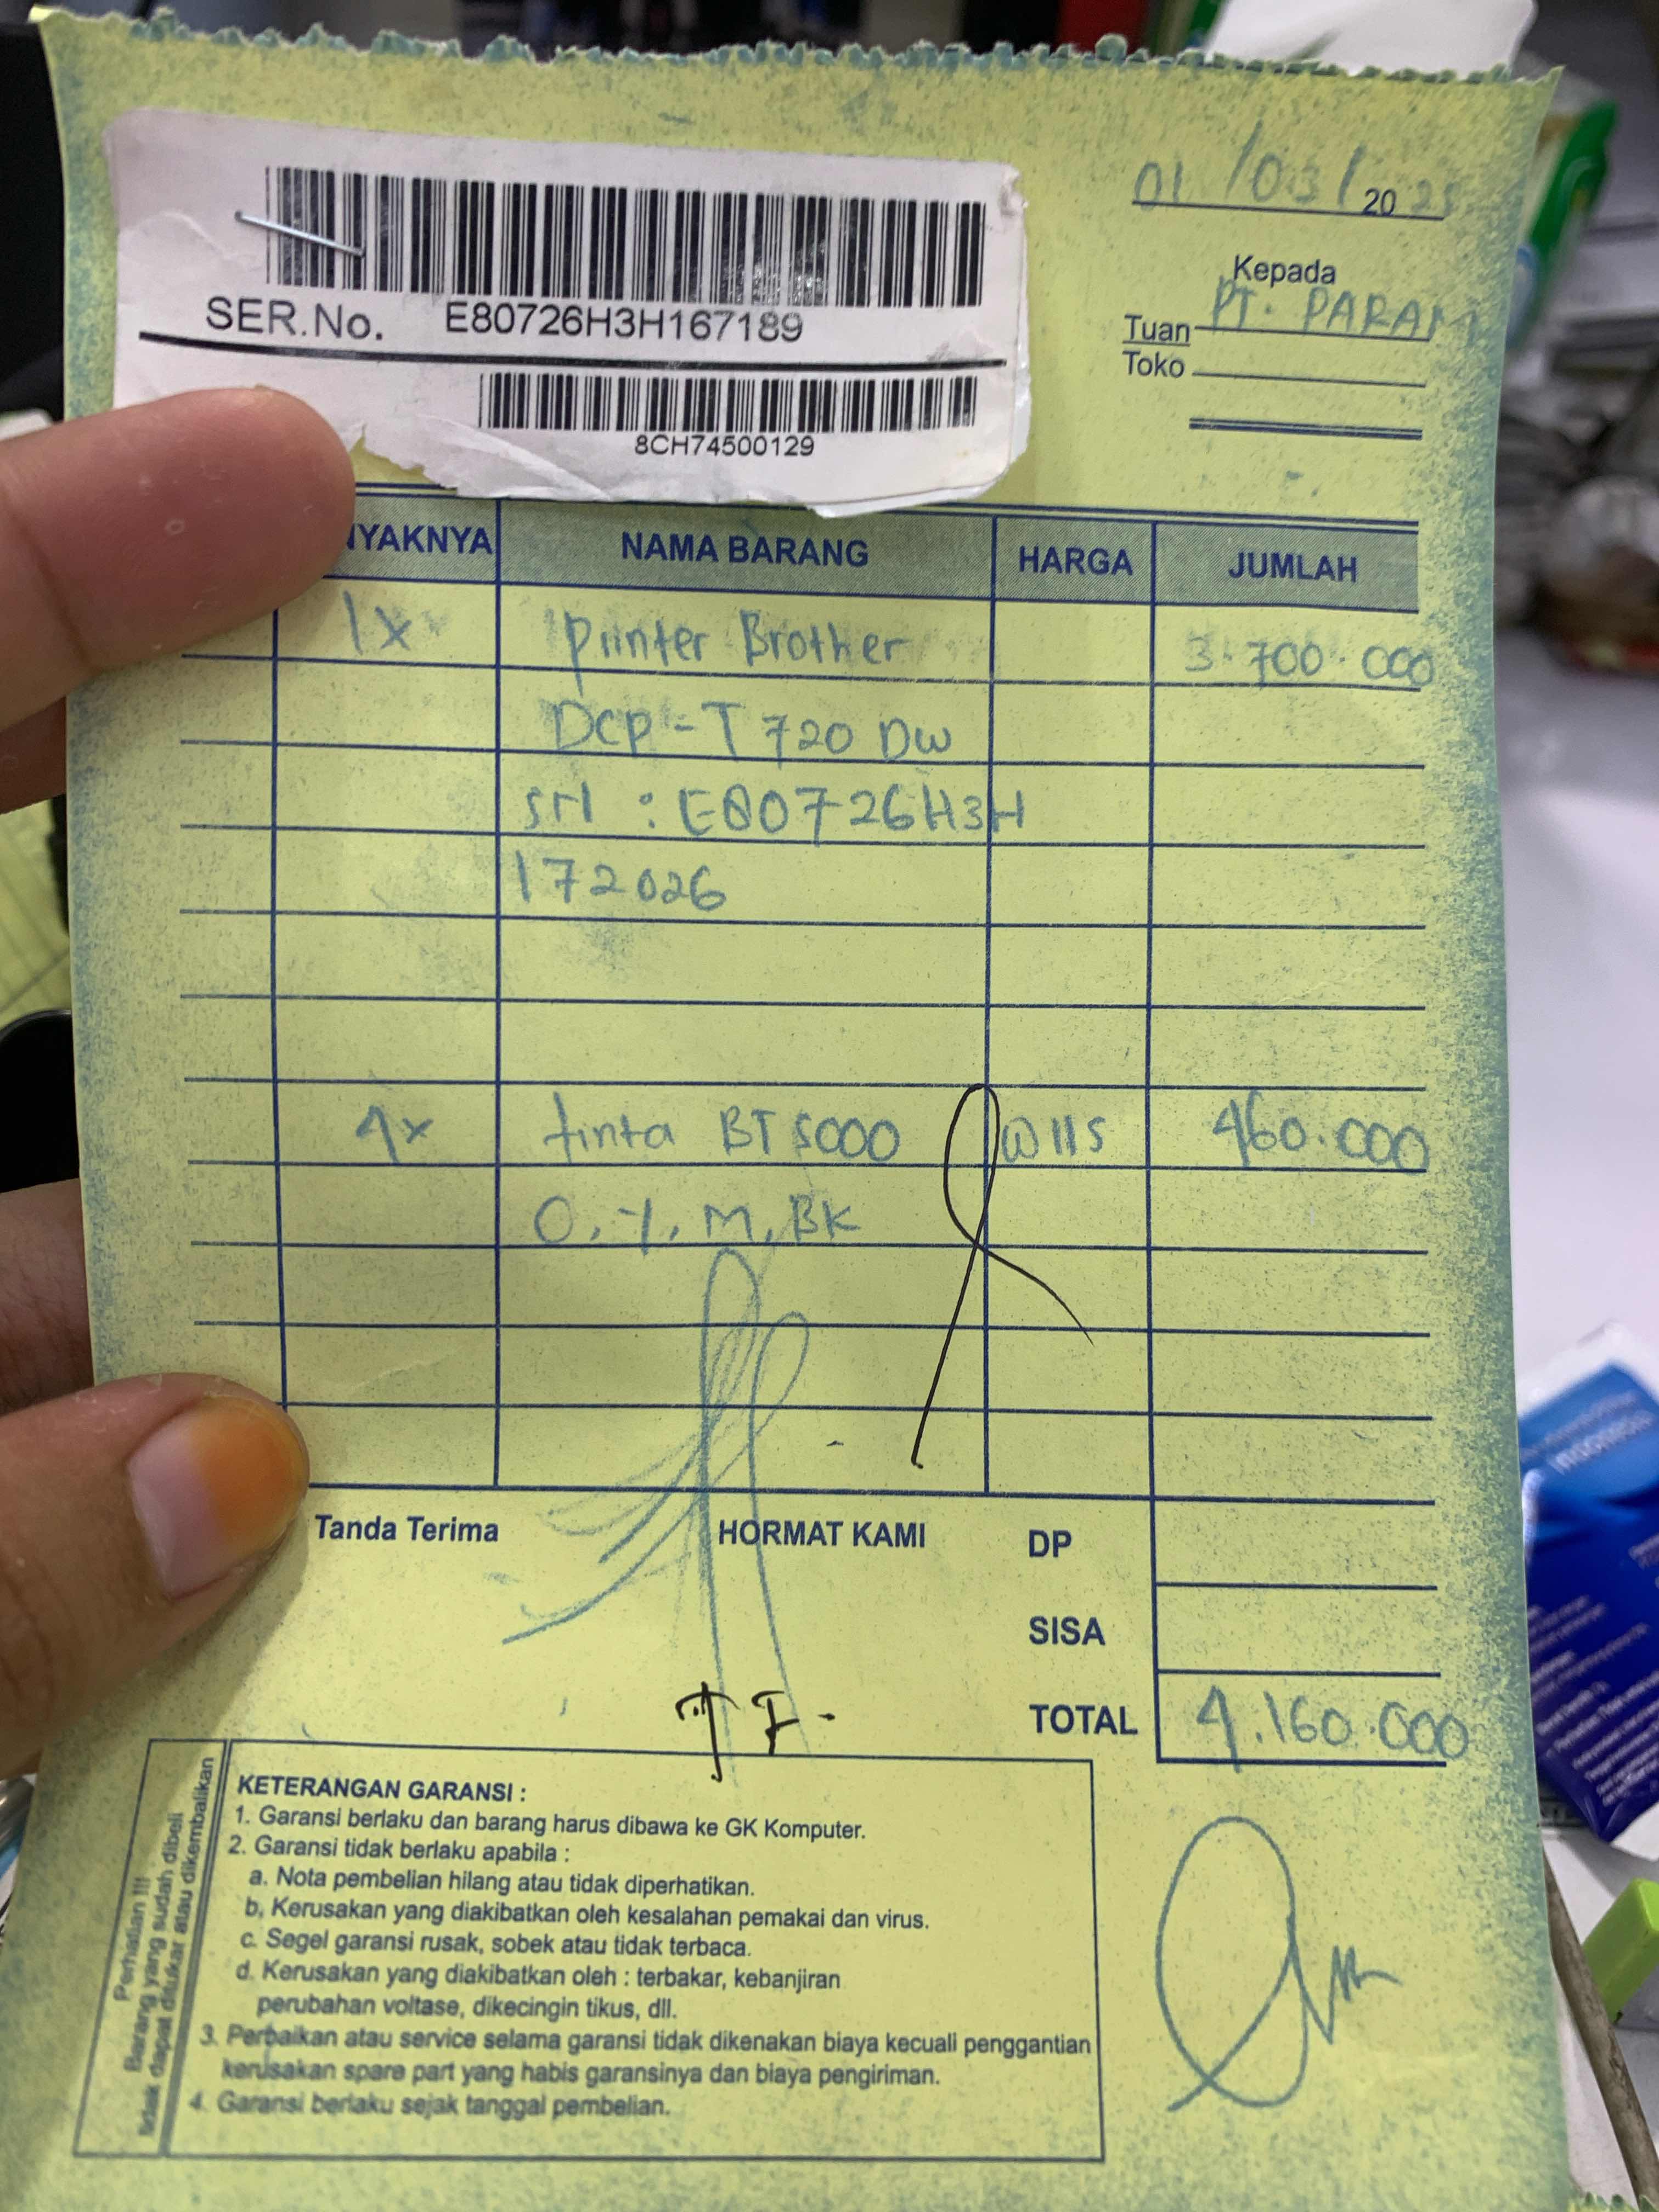 SER.No. E80726H3H167189
8CH74500129
01/03/2025
Kepada
Tuan PT. PARAM
Toko
NYAKNYA NAMA BARANG HARGA JUMLAH
1x Printer Brother 3.700.000
DCP-T720 DW
sn : E80726H3H
172026
4x tinta BT 5000 @115 460.000
C, Y, M, BK
Tanda Terima HORMAT KAMI DP
SISA
TF.
TOTAL 4.160.000
Perhatian !!!
Barang yang sudah dibeli
tidak dapat ditukar atau dikembalikan
KETERANGAN GARANSI :
1. Garansi berlaku dan barang harus dibawa ke GK Komputer.
2. Garansi tidak berlaku apabila :
a. Nota pembelian hilang atau tidak diperhatikan.
b. Kerusakan yang diakibatkan oleh kesalahan pemakai dan virus.
c. Segel garansi rusak, sobek atau tidak terbaca.
d. Kerusakan yang diakibatkan oleh : terbakar, kebanjiran
perubahan voltase, dikecingin tikus, dll.
3. Perbaikan atau service selama garansi tidak dikenakan biaya kecuali penggantian
kerusakan spare part yang habis garansinya dan biaya pengiriman.
4. Garansi berlaku sejak tanggal pembelian.